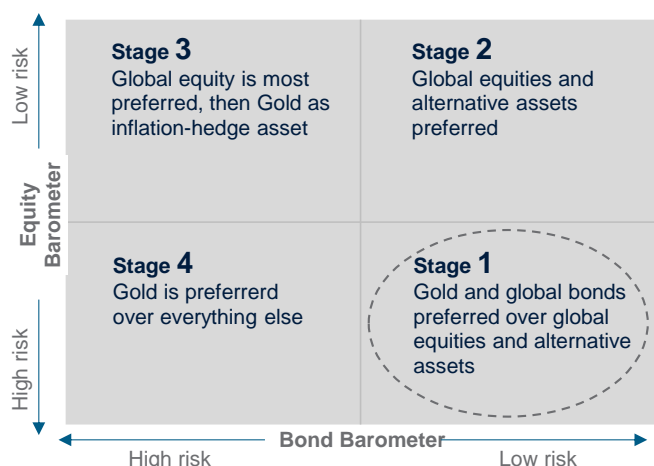 Stage 3
Global equity is most
preferred, then Gold as
inflation-hedge asset
Stage 2
Global equities and
alternative assets
preferred
Low risk
Equity
Barometer
High risk
Stage 4
Gold is preferrerd
over everything else
Stage 1
Gold and global bonds
preferred over global
equities and alternative
assets
Bond Barometer
High risk
Low risk